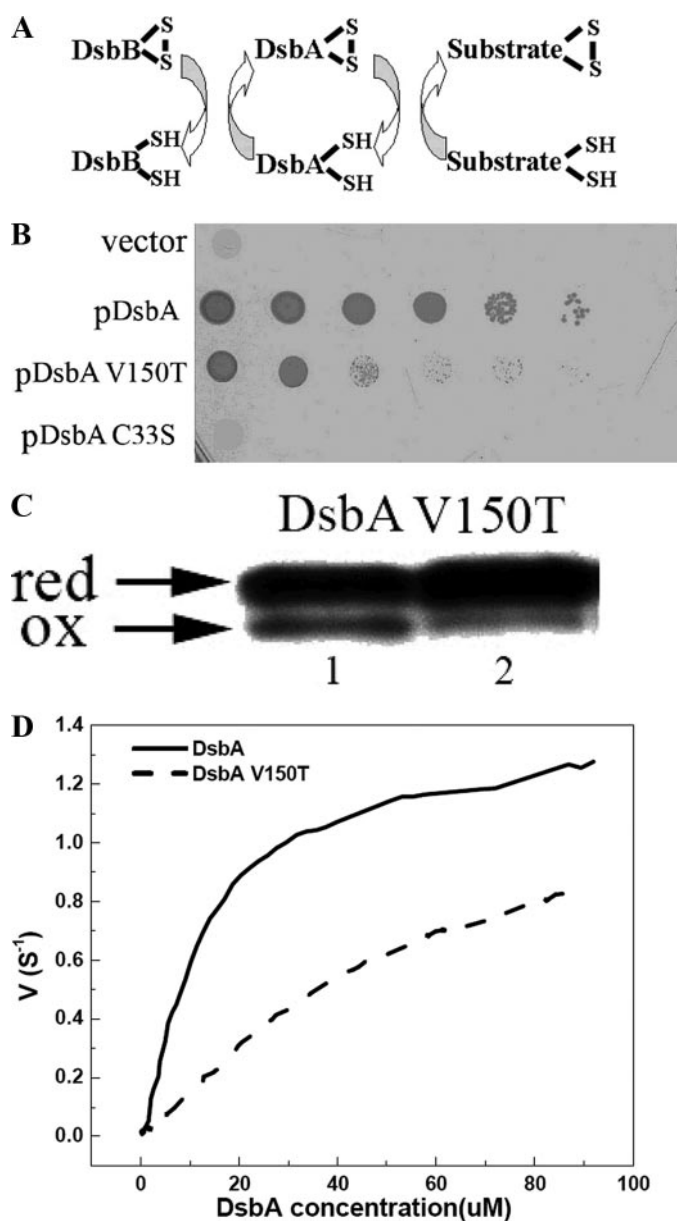 A
DsbB S S
DsbA S S
Substrate S S
DsbB SH SH
DsbA SH SH
Substrate SH SH
B
vector
pDsbA
pDsbA V150T
pDsbA C33S
C
DsbA V150T
red
ox
1 2
D
DsbA
DsbA V150T
1.4
1.2
1.0
0.8
0.6
0.4
0.2
0.0
V (S⁻¹)
0 20 40 60 80 100
DsbA concentration(uM)